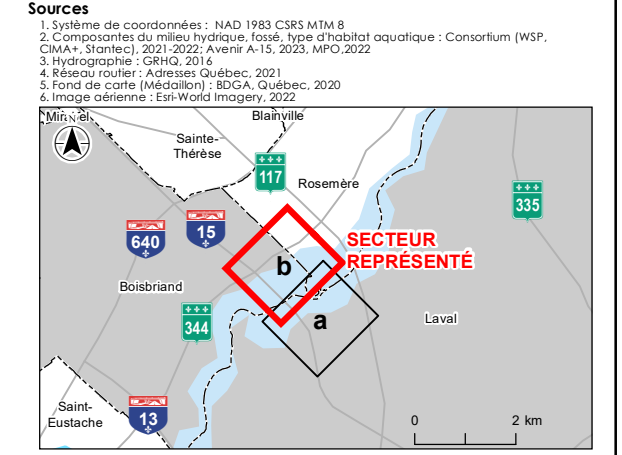 Sources
1. Système de coordonnées : NAD 1983 CSRS MTM 8
2. Composantes du milieu hydrique, fossé, type d'habitat aquatique : Consortium (WSP,
CIMA+, Stantec), 2021-2022; Avenir A-15, 2023, MPO,2022
3. Hydrographie : GRHQ, 2016
4. Réseau routier : Adresses Québec, 2021
5. Fond de carte (Médaillon) : BDGA, Québec, 2020
6. Image aérienne : Esri-World Imagery, 2022
Mirabel
N
Blainville
Sainte-
Thérèse
117
Rosemère
335
15
640
SECTEUR
REPRÉSENTÉ
b
Boisbriand
344
a
Laval
Saint-
Eustache
13
0 2 km